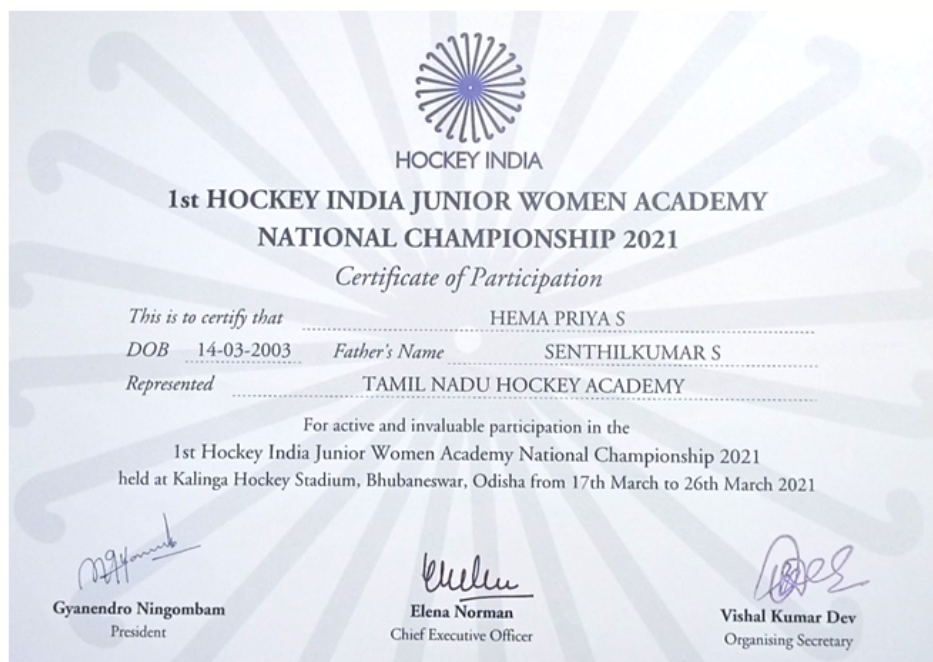 HOCKEY INDIA
1st HOCKEY INDIA JUNIOR WOMEN ACADEMY
NATIONAL CHAMPIONSHIP 2021
Certificate of Participation
This is to certify that HEMA PRIYA S
DOB 14-03-2003 Father's Name SENTHILKUMAR S
Represented TAMIL NADU HOCKEY ACADEMY
For active and invaluable participation in the
1st Hockey India Junior Women Academy National Championship 2021
held at Kalinga Hockey Stadium, Bhubaneswar, Odisha from 17th March to 26th March 2021
Gyanendro Ningombam
President
Elena Norman
Chief Executive Officer
Vishal Kumar Dev
Organising Secretary